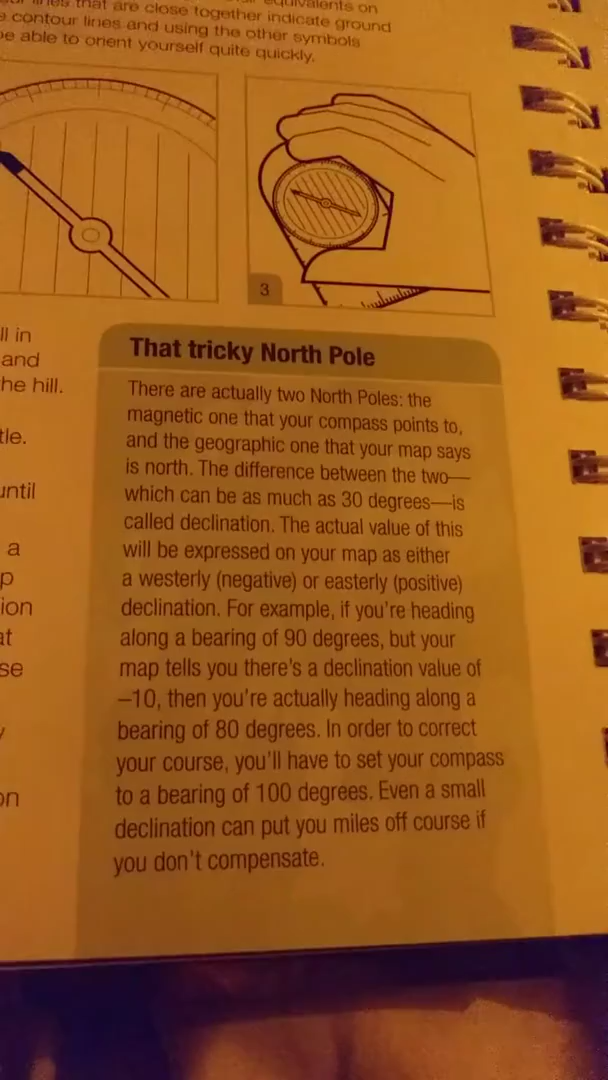 lines that are close together indicate ground
contour lines and using the other symbols
be able to orient yourself quite quickly.
3
ll in
and
he hill.
tle.
until
a
p
ion
at
se
y
on
That tricky North Pole
There are actually two North Poles: the
magnetic one that your compass points to,
and the geographic one that your map says
is north. The difference between the two—
which can be as much as 30 degrees—is
called declination. The actual value of this
will be expressed on your map as either
a westerly (negative) or easterly (positive)
declination. For example, if you're heading
along a bearing of 90 degrees, but your
map tells you there's a declination value of
–10, then you're actually heading along a
bearing of 80 degrees. In order to correct
your course, you'll have to set your compass
to a bearing of 100 degrees. Even a small
declination can put you miles off course if
you don't compensate.